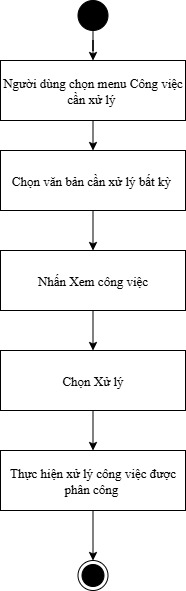 Người dùng chọn menu Công việc
cần xử lý
Chọn văn bản cần xử lý bất kỳ
Nhấn Xem công việc
Chọn Xử lý
Thực hiện xử lý công việc được
phân công